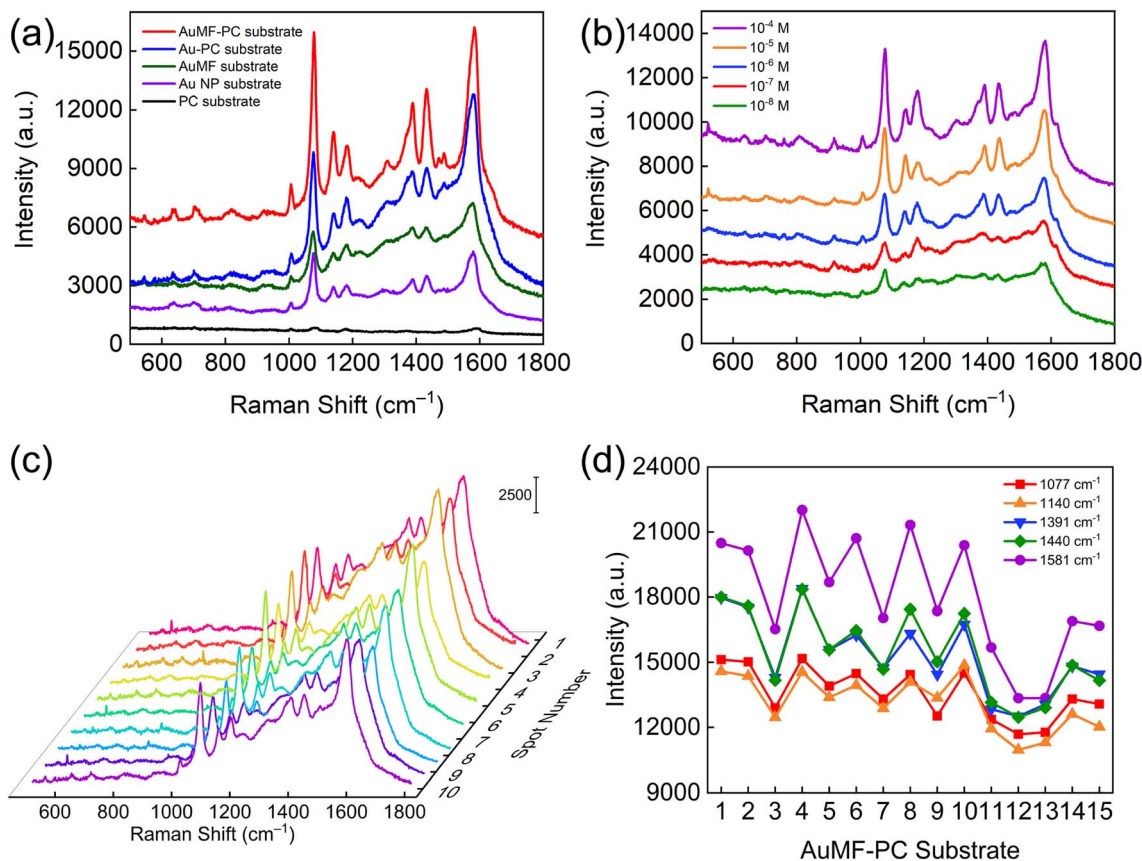 (a)
AuMF-PC substrate
Au-PC substrate
AuMF substrate
Au NP substrate
PC substrate
15000
12000
9000
6000
3000
0
Intensity (a.u.)
600 800 1000 1200 1400 1600 1800
Raman Shift (cm⁻¹)
(b)
10⁻⁴ M
10⁻⁵ M
10⁻⁶ M
10⁻⁷ M
10⁻⁸ M
14000
12000
10000
8000
6000
4000
2000
0
Intensity (a.u.)
600 800 1000 1200 1400 1600 1800
Raman Shift (cm⁻¹)
(c)
2500
1
2
3
4
5
6
7
8
9
10
Spot Number
600 800 1000 1200 1400 1600 1800
Raman Shift (cm⁻¹)
(d)
1077 cm⁻¹
1140 cm⁻¹
1391 cm⁻¹
1440 cm⁻¹
1581 cm⁻¹
24000
21000
18000
15000
12000
9000
Intensity (a.u.)
1 2 3 4 5 6 7 8 9 10 11 12 13 14 15
AuMF-PC Substrate